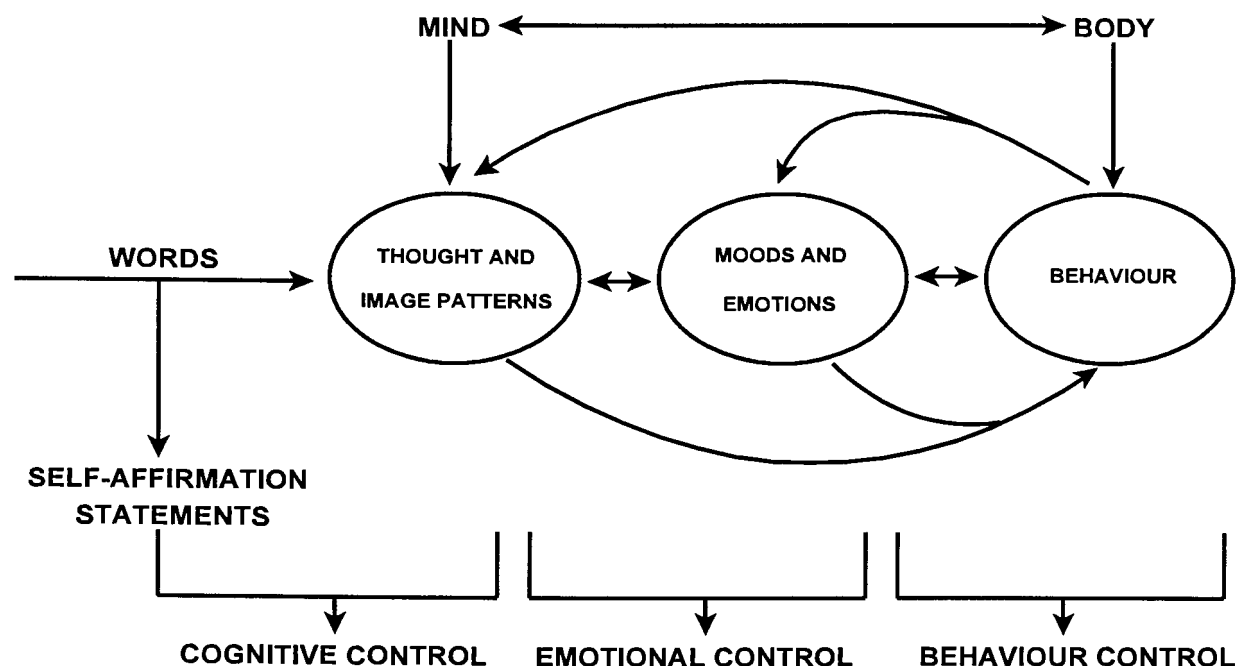 MIND
BODY
WORDS
THOUGHT AND
IMAGE PATTERNS
MOODS AND
EMOTIONS
BEHAVIOUR
SELF-AFFIRMATION
STATEMENTS
COGNITIVE CONTROL
EMOTIONAL CONTROL
BEHAVIOUR CONTROL